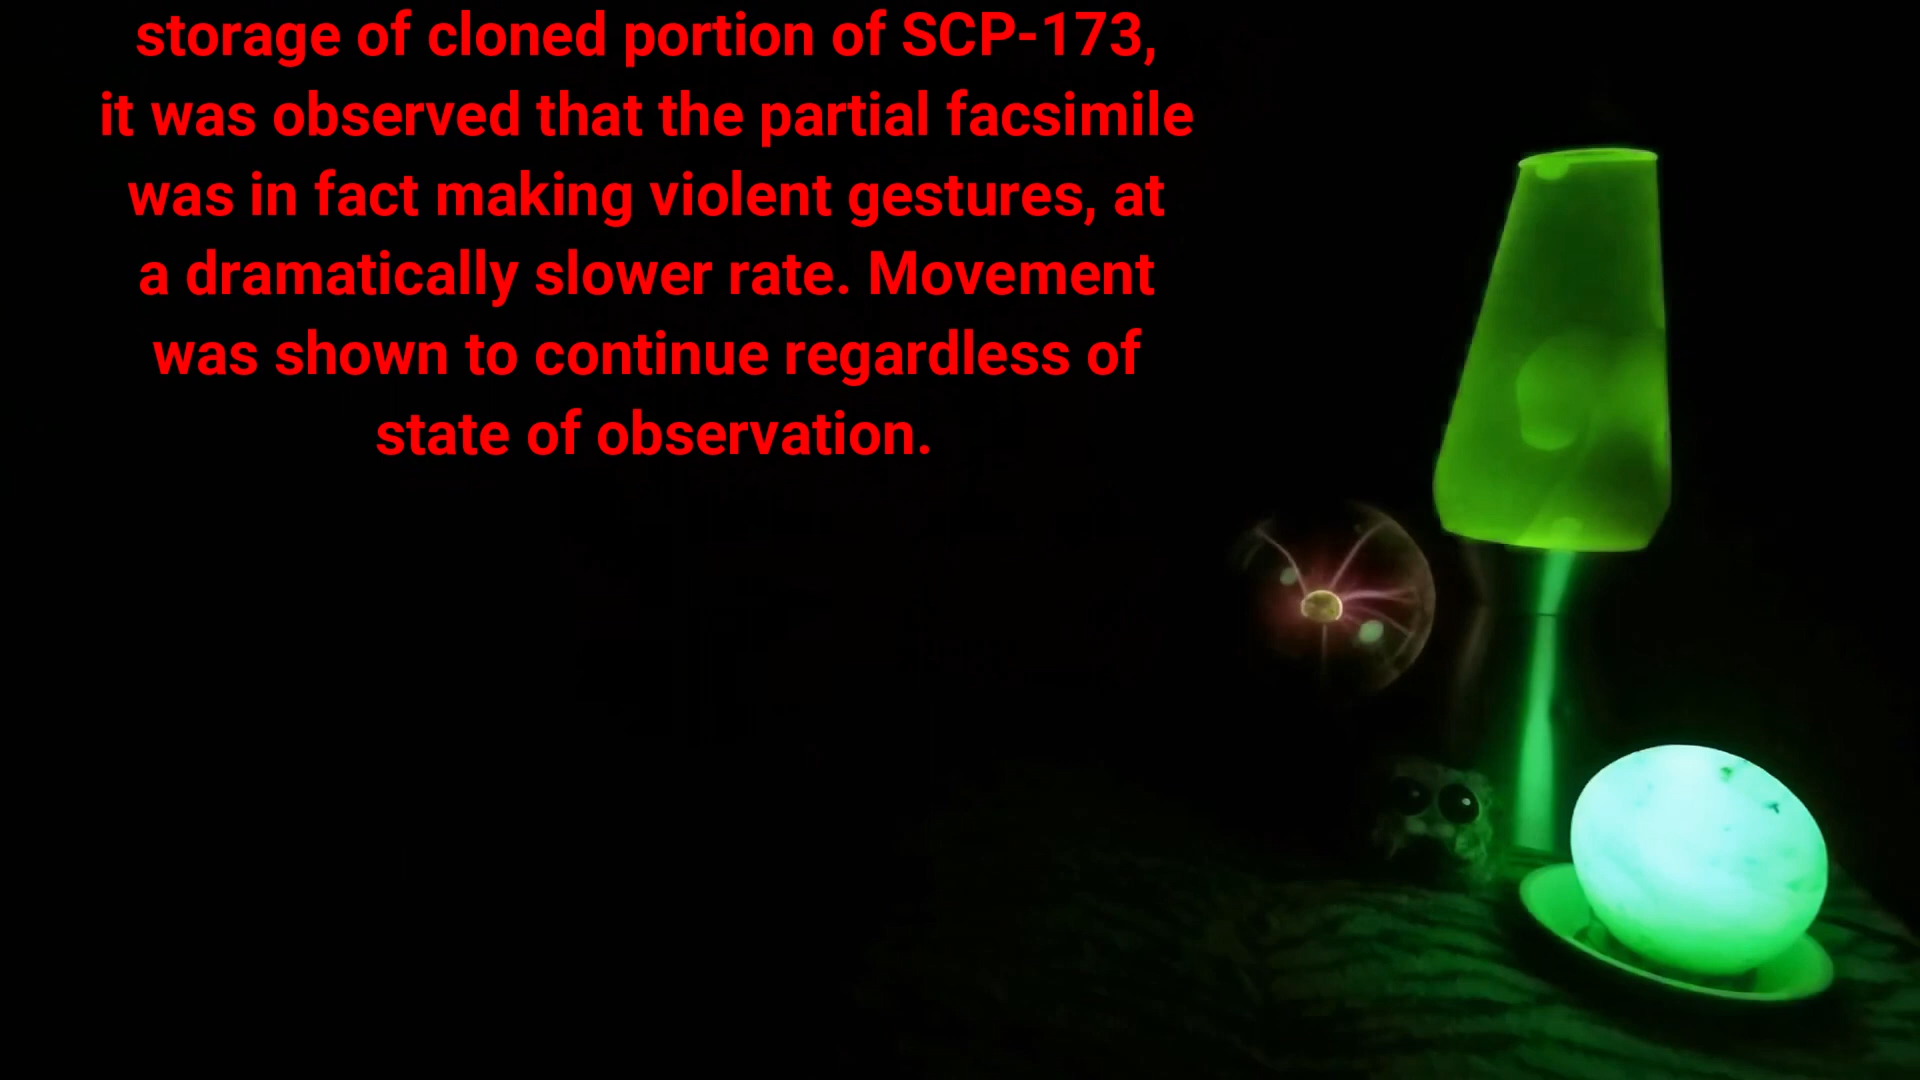 storage of cloned portion of SCP-173,
it was observed that the partial facsimile
was in fact making violent gestures, at
a dramatically slower rate. Movement
was shown to continue regardless of
state of observation.